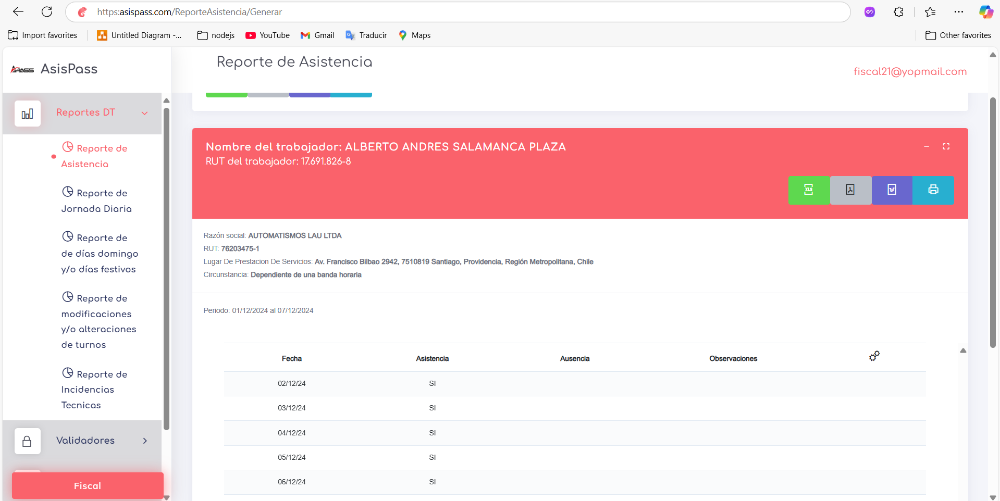 https:asispass.com/ReporteAsistencia/Generar
Import favorites
Untitled Diagram -...
nodejs
YouTube
Gmail
Traducir
Maps
Other favorites
APASS
AsisPass
Reporte de Asistencia
fiscal21@yopmail.com
Reportes DT
Reporte de
Asistencia
Reporte de
Jornada Diaria
Reporte de
de días domingo
y/o días festivos
Reporte de
modificaciones
y/o alteraciones
de turnos
Reporte de
Incidencias
Tecnicas
Validadores
Fiscal
Nombre del trabajador: ALBERTO ANDRES SALAMANCA PLAZA
RUT del trabajador: 17.691.826-8
XLS
Razón social: AUTOMATISMOS LAU LTDA
RUT: 76203475-1
Lugar De Prestacion De Servicios: Av. Francisco Bilbao 2942, 7510819 Santiago, Providencia, Región Metropolitana, Chile
Circunstancia: Dependiente de una banda horaria
Periodo: 01/12/2024 al 07/12/2024
Fecha Asistencia Ausencia Observaciones
02/12/24 SI
03/12/24 SI
04/12/24 SI
05/12/24 SI
06/12/24 SI